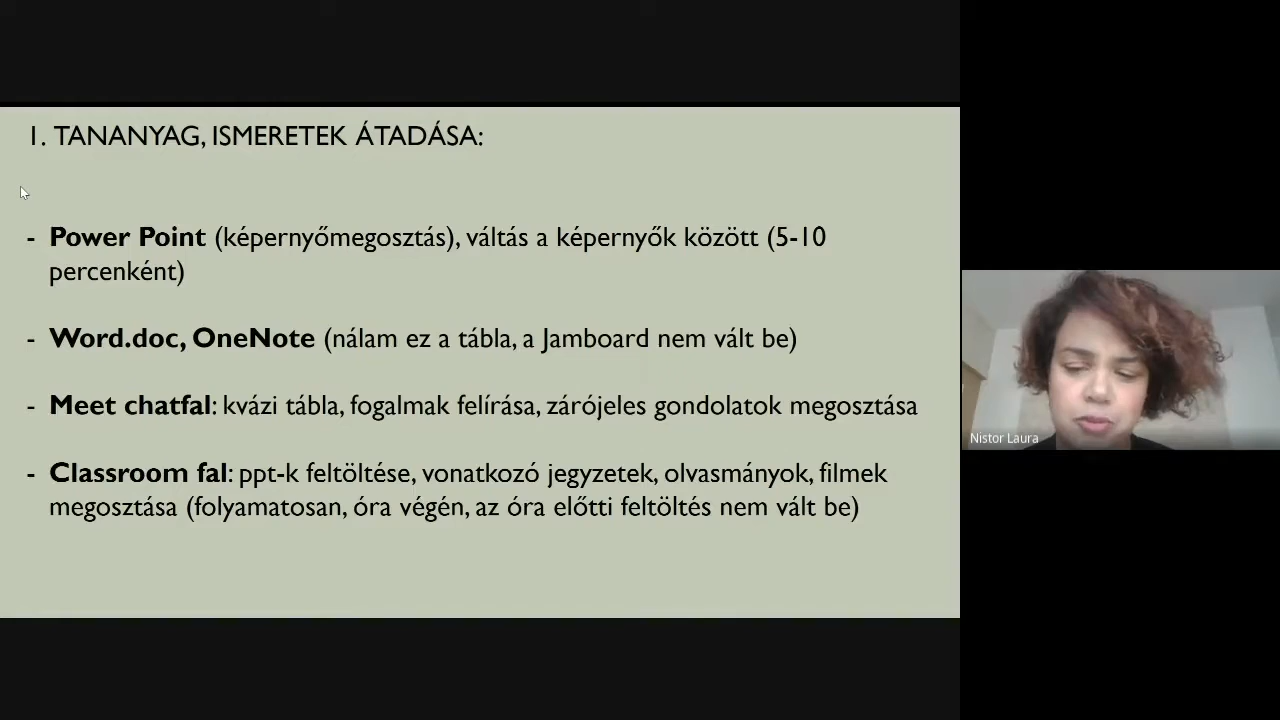 1. TANANYAG, ISMERETEK ÁTADÁSA:
- Power Point (képernyőmegosztás), váltás a képernyők között (5-10
percenként)
- Word.doc, OneNote (nálam ez a tábla, a Jamboard nem vált be)
- Meet chatfal: kvázi tábla, fogalmak felírása, zárójeles gondolatok megosztása
- Classroom fal: ppt-k feltöltése, vonatkozó jegyzetek, olvasmányok, filmek
megosztása (folyamatosan, óra végén, az óra előtti feltöltés nem vált be)
Nistor Laura